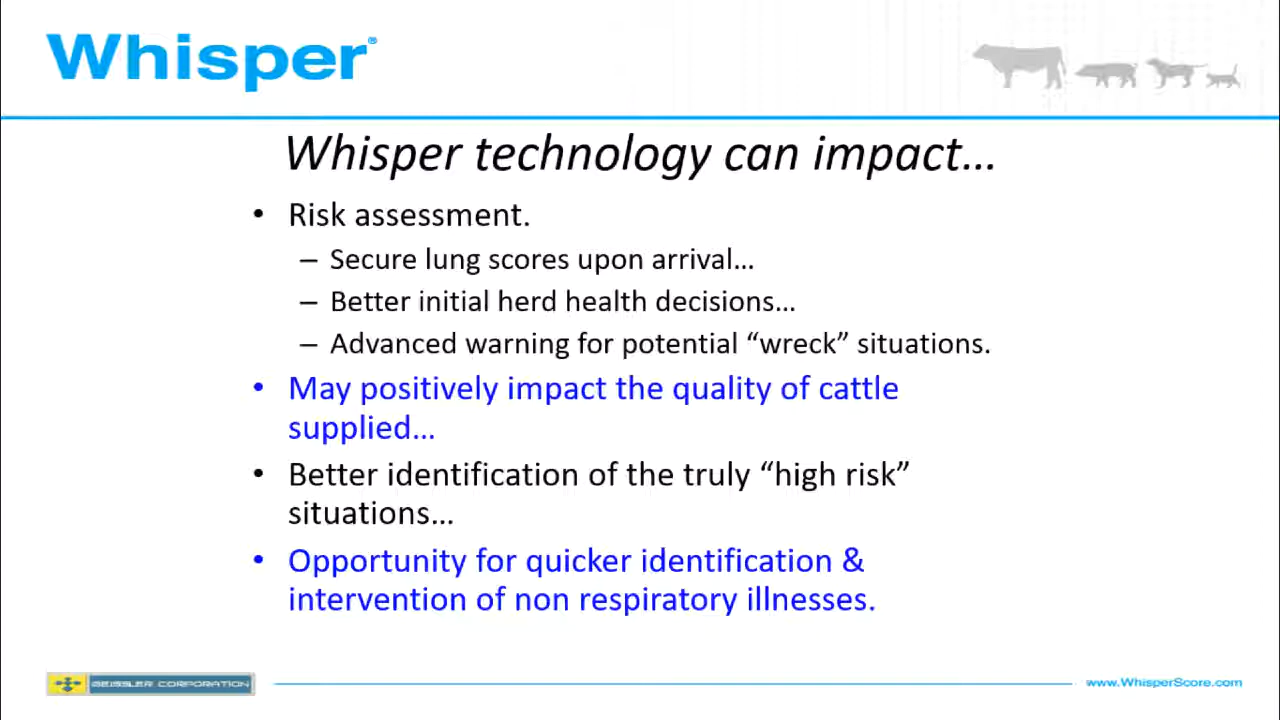 Whisper®
Whisper technology can impact…
• Risk assessment.
– Secure lung scores upon arrival…
– Better initial herd health decisions…
– Advanced warning for potential “wreck” situations.
• May positively impact the quality of cattle
supplied…
• Better identification of the truly “high risk”
situations…
• Opportunity for quicker identification &
intervention of non respiratory illnesses.
GEISSLER CORPORATION
www.WhisperScore.com